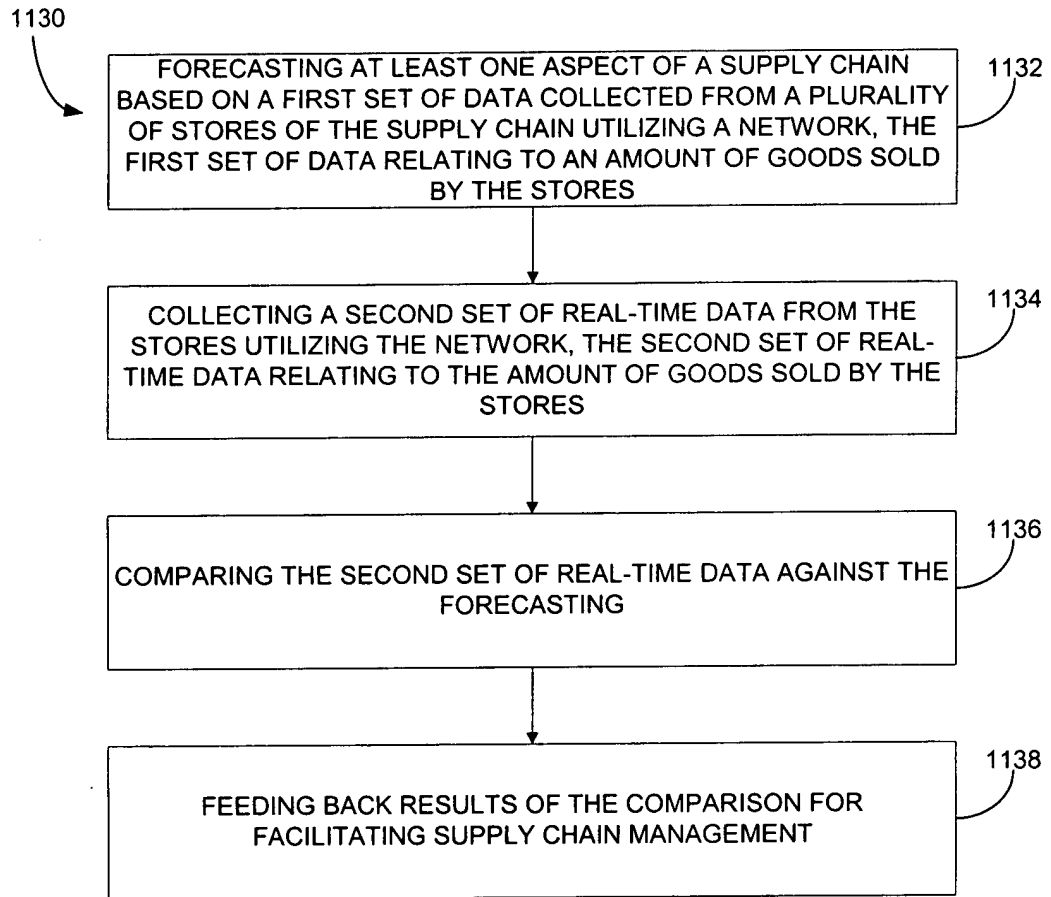 1130
FORECASTING AT LEAST ONE ASPECT OF A SUPPLY CHAIN
BASED ON A FIRST SET OF DATA COLLECTED FROM A PLURALITY
OF STORES OF THE SUPPLY CHAIN UTILIZING A NETWORK, THE
FIRST SET OF DATA RELATING TO AN AMOUNT OF GOODS SOLD
BY THE STORES
1132
COLLECTING A SECOND SET OF REAL-TIME DATA FROM THE
STORES UTILIZING THE NETWORK, THE SECOND SET OF REAL-
TIME DATA RELATING TO THE AMOUNT OF GOODS SOLD BY THE
STORES
1134
COMPARING THE SECOND SET OF REAL-TIME DATA AGAINST THE
FORECASTING
1136
FEEDING BACK RESULTS OF THE COMPARISON FOR
FACILITATING SUPPLY CHAIN MANAGEMENT
1138